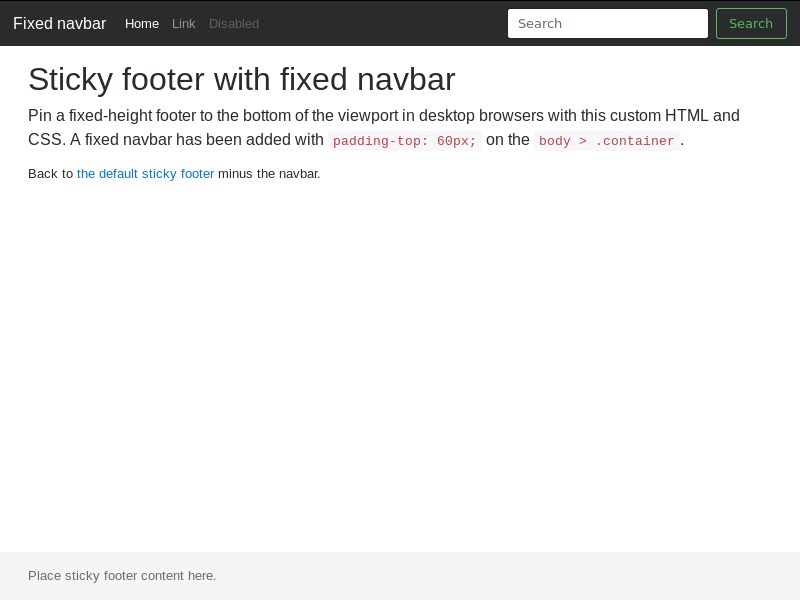 Fixed navbar Home Link Disabled Search Search
Sticky footer with fixed navbar
Pin a fixed-height footer to the bottom of the viewport in desktop browsers with this custom HTML and
CSS. A fixed navbar has been added with padding-top: 60px; on the body > .container.
Back to the default sticky footer minus the navbar.
Place sticky footer content here.